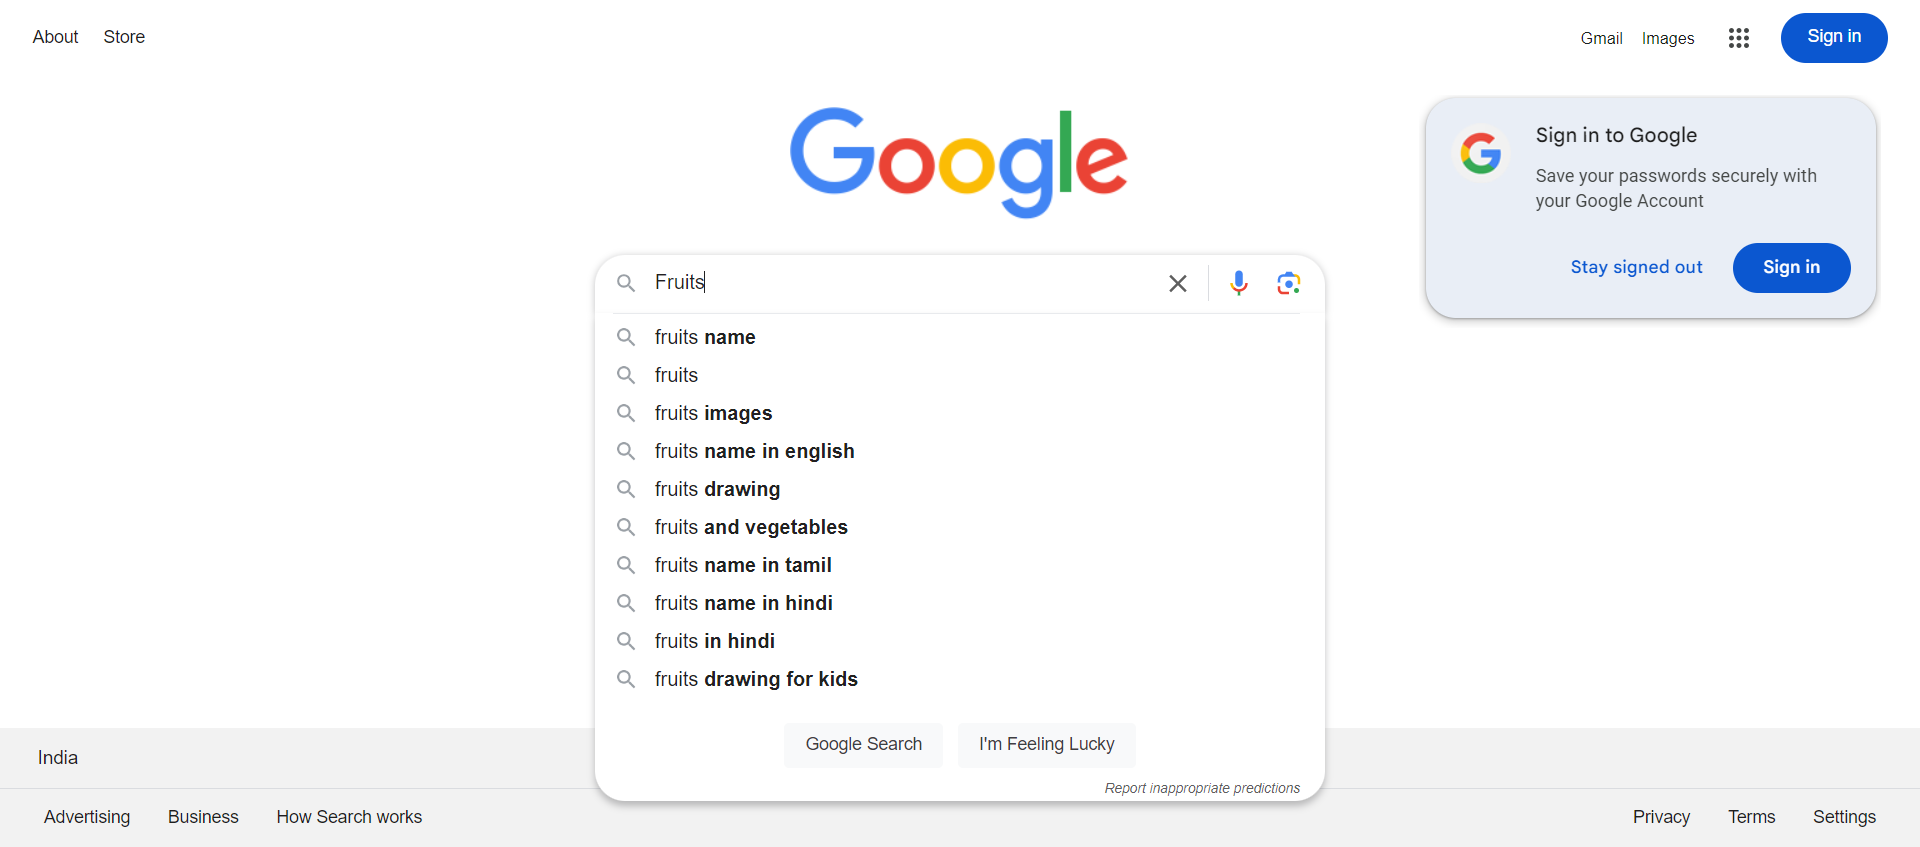 About Store
Gmail Images
Sign in
Google
Sign in to Google
Save your passwords securely with
your Google Account
Stay signed out
Sign in
Fruits
fruits name
fruits
fruits images
fruits name in english
fruits drawing
fruits and vegetables
fruits name in tamil
fruits name in hindi
fruits in hindi
fruits drawing for kids
Google Search
I'm Feeling Lucky
Report inappropriate predictions
India
Advertising Business How Search works
Privacy Terms Settings